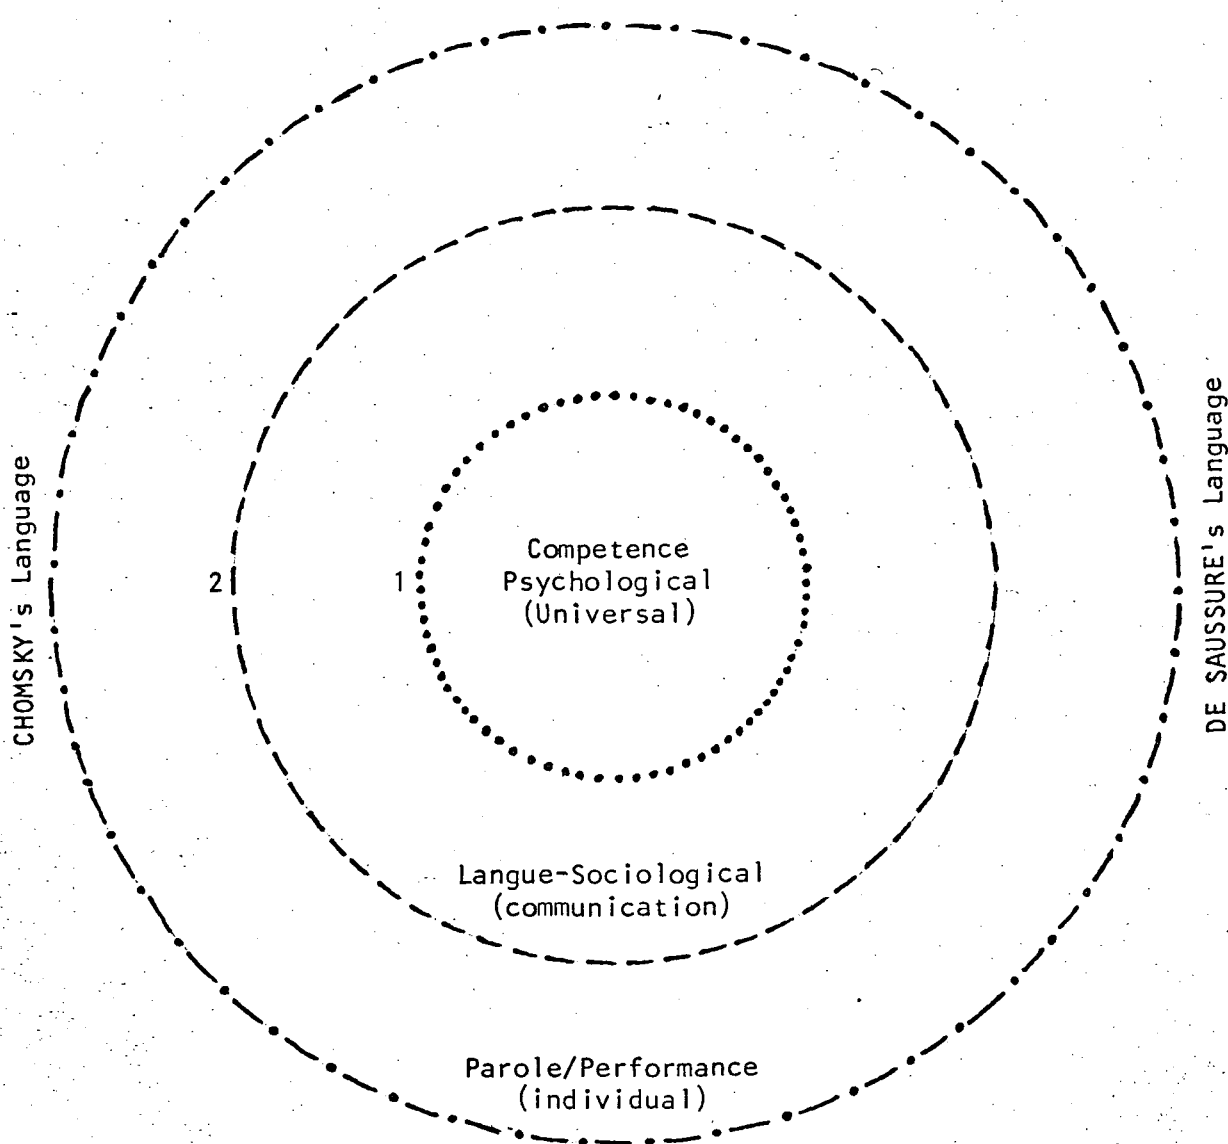 CHOMSKY's Language
DE SAUSSURE's Language
2
1
Competence
Psychological
(Universal)
Langue-Sociological
(communication)
Parole/Performance
(individual)